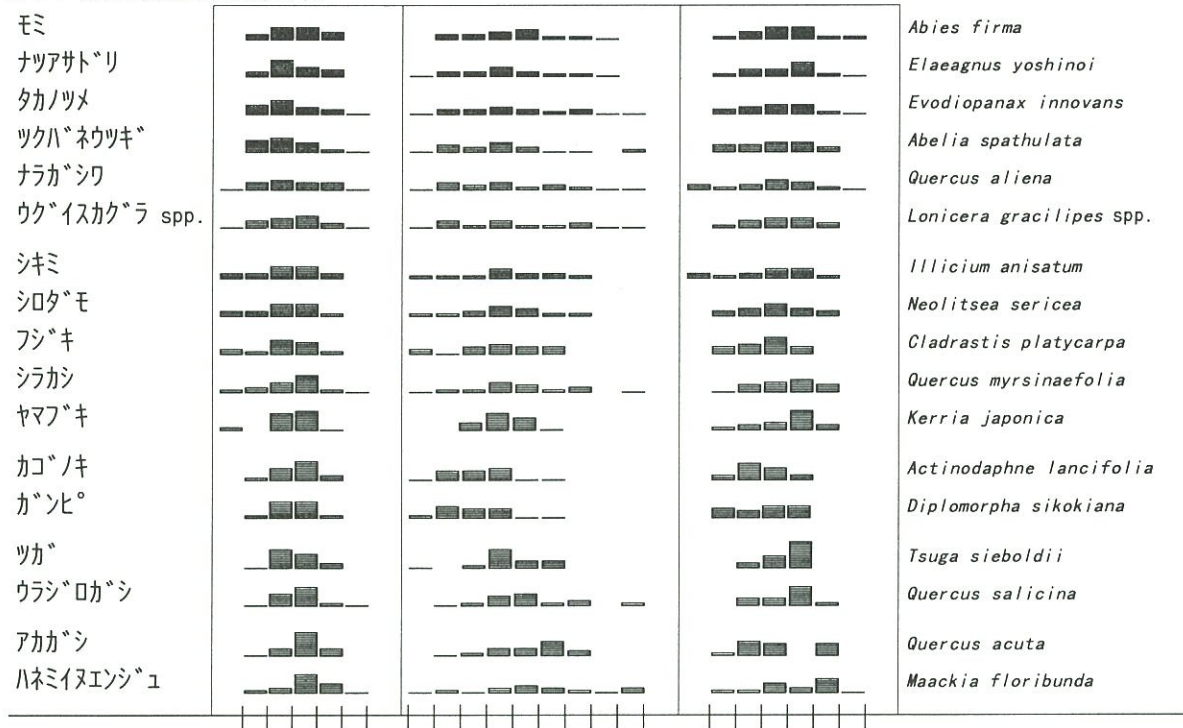 モミ Abies firma
ナツアサドリ Elaeagnus yoshinoi
タカノツメ Evodiopanax innovans
ツクバネウツギ Abelia spathulata
ナラガシワ Quercus aliena
ウグイスカグラ spp. Lonicera gracilipes spp.
シキミ Illicium anisatum
シロダモ Neolitsea sericea
フジキ Cladrastis platycarpa
シラカシ Quercus myrsinaefolia
ヤマブキ Kerria japonica
カゴノキ Actinodaphne lancifolia
ガンピ Diplomorpha sikokiana
ツガ Tsuga sieboldii
ウラジロガシ Quercus salicina
アカガシ Quercus acuta
ハネミイヌエンジュ Maackia floribunda